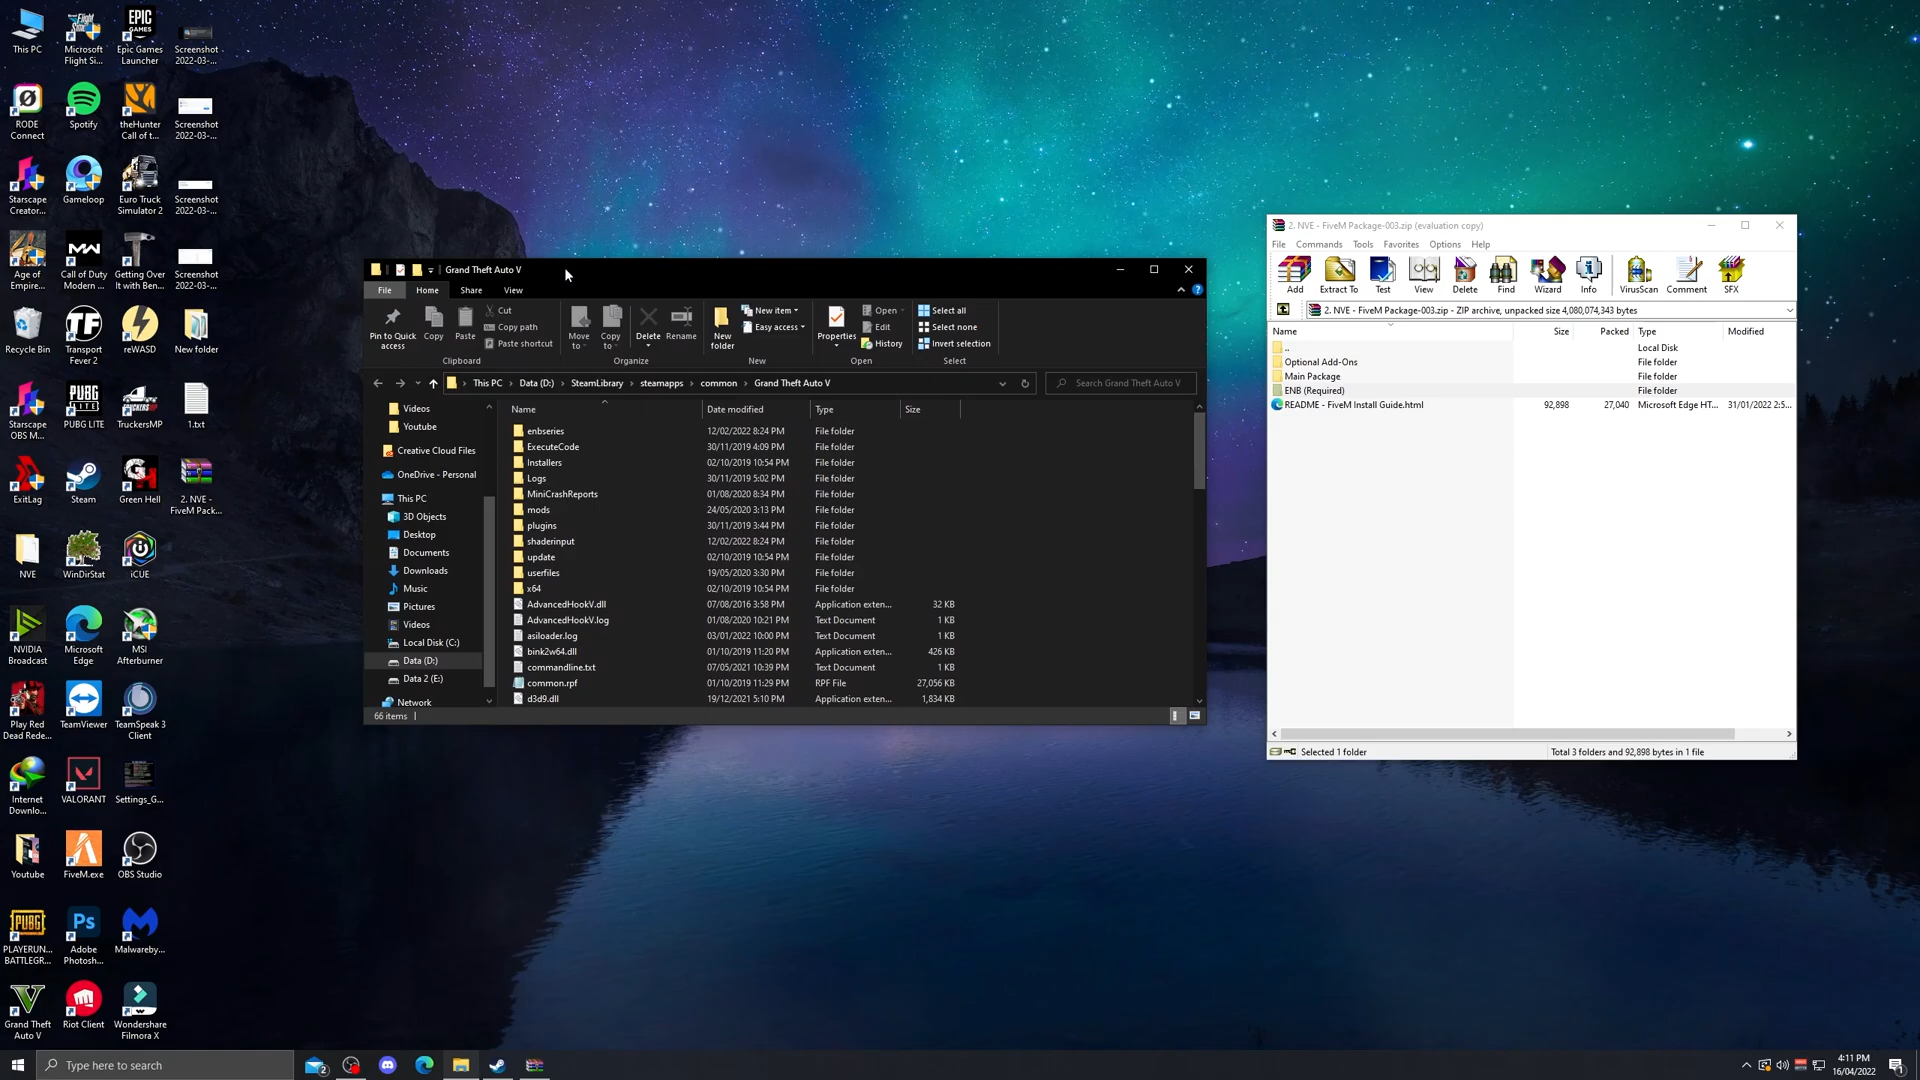 This PC
Microsoft Flight Si...
Epic Games Launcher
Screenshot 2022-03-...
RODE Connect
Spotify
theHunter Call of t...
Screenshot 2022-03-...
Starscape Creator...
Gameloop
Euro Truck Simulator 2
Screenshot 2022-03-...
Age of Empire...
Call of Duty Modern ...
Getting Over It with Ben...
Screenshot 2022-03-...
Recycle Bin
Transport Fever 2
reWASD
New folder
Starscape OBS M...
PUBG LITE
TruckersMP
1.txt
ExitLag
Steam
Green Hell
2. NVE - FiveM Pack...
NVE
WinDirStat
iCUE
NVIDIA Broadcast
Microsoft Edge
MSI Afterburner
Play Red Dead Rede...
TeamViewer
TeamSpeak 3 Client
Internet Downlo...
VALORANT
Settings_G...
Youtube
FiveM.exe
OBS Studio
PLAYERUN... BATTLEGR...
Adobe Photosh...
Malwareby...
Grand Theft Auto V
Riot Client
Wondershare Filmora X
Grand Theft Auto V
File Home Share View
Pin to Quick access
Copy
Paste
Cut
Copy path
Paste shortcut
Clipboard
Move to
Copy to
Delete
Rename
Organize
New folder
New item
Easy access
New
Properties
Open
Edit
History
Open
Select all
Select none
Invert selection
Select
This PC > Data (D:) > SteamLibrary > steamapps > common > Grand Theft Auto V
Search Grand Theft Auto V
Videos
Youtube
Creative Cloud Files
OneDrive - Personal
This PC
3D Objects
Desktop
Documents
Downloads
Music
Pictures
Videos
Local Disk (C:)
Data (D:)
Data 2 (E:)
Network
Name Date modified Type Size
enbseries 12/02/2022 8:24 PM File folder
ExecuteCode 30/11/2019 4:09 PM File folder
Installers 02/10/2019 10:54 PM File folder
Logs 30/11/2019 5:02 PM File folder
MiniCrashReports 01/08/2020 8:34 PM File folder
mods 24/05/2020 3:13 PM File folder
plugins 30/11/2019 3:44 PM File folder
shaderinput 12/02/2022 8:24 PM File folder
update 02/10/2019 10:54 PM File folder
userfiles 19/05/2020 3:30 PM File folder
x64 02/10/2019 10:54 PM File folder
AdvancedHookV.dll 07/08/2016 3:58 PM Application exten... 32 KB
AdvancedHookV.log 01/08/2020 10:21 PM Text Document 1 KB
asiloader.log 03/01/2022 10:00 PM Text Document 1 KB
bink2w64.dll 01/10/2019 11:20 PM Application exten... 426 KB
commandline.txt 07/05/2021 10:39 PM Text Document 1 KB
common.rpf 01/10/2019 11:29 PM RPF File 27,056 KB
d3d9.dll 19/12/2021 5:10 PM Application exten... 1,834 KB
66 items
2. NVE - FiveM Package-003.zip (evaluation copy)
File Commands Tools Favorites Options Help
Add Extract To Test View Delete Find Wizard Info VirusScan Comment SFX
2. NVE - FiveM Package-003.zip - ZIP archive, unpacked size 4,080,074,343 bytes
Name Size Packed Type Modified
.. Local Disk
Optional Add-Ons File folder
Main Package File folder
ENB (Required) File folder
README - FiveM Install Guide.html 92,898 27,040 Microsoft Edge HT... 31/01/2022 2:5...
Selected 1 folder
Total 3 folders and 92,898 bytes in 1 file
Type here to search
4:11 PM
16/04/2022